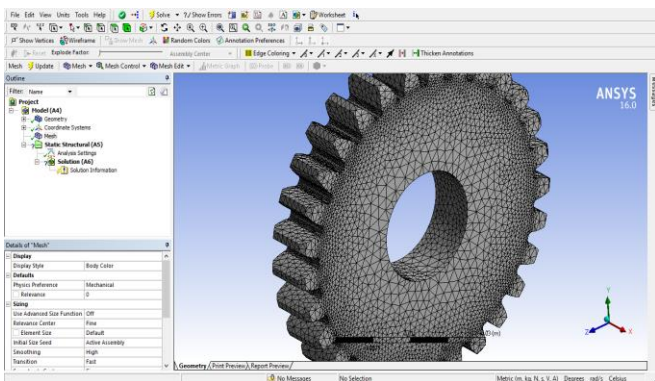 File Edit View Units Tools Help Solve ?/Show Errors Worksheet
Show Vertices Wireframe Show Mesh Random Colors Annotation Preferences
Reset Explode Factor: Assembly Center Edge Coloring Thicken Annotations
Mesh Update Mesh Mesh Control Mesh Edit Metric Graph Probe
Outline
Filter: Name
Project
Model (A4)
Geometry
Coordinate Systems
Mesh
Static Structural (A5)
Analysis Settings
Solution (A6)
Solution Information
ANSYS
16.0
Messages
Details of "Mesh"
Display
Display Style Body Color
Defaults
Physics Preference Mechanical
Relevance 0
Sizing
Use Advanced Size Function Off
Relevance Center Fine
Element Size Default
Initial Size Seed Active Assembly
Smoothing High
Transition Fast
(m)
Y
Z X
Geometry Print Preview Report Preview
No Messages No Selection Metric (m, kg, N, s, V, A) Degrees rad/s Celsius